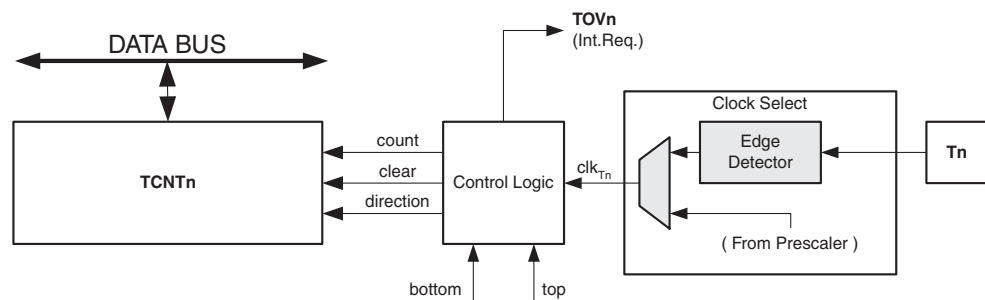 TOVn
(Int.Req.)
DATA BUS
Clock Select
TCNTn
count
clear
direction
Control Logic
clkTn
Edge
Detector
Tn
( From Prescaler )
bottom
top